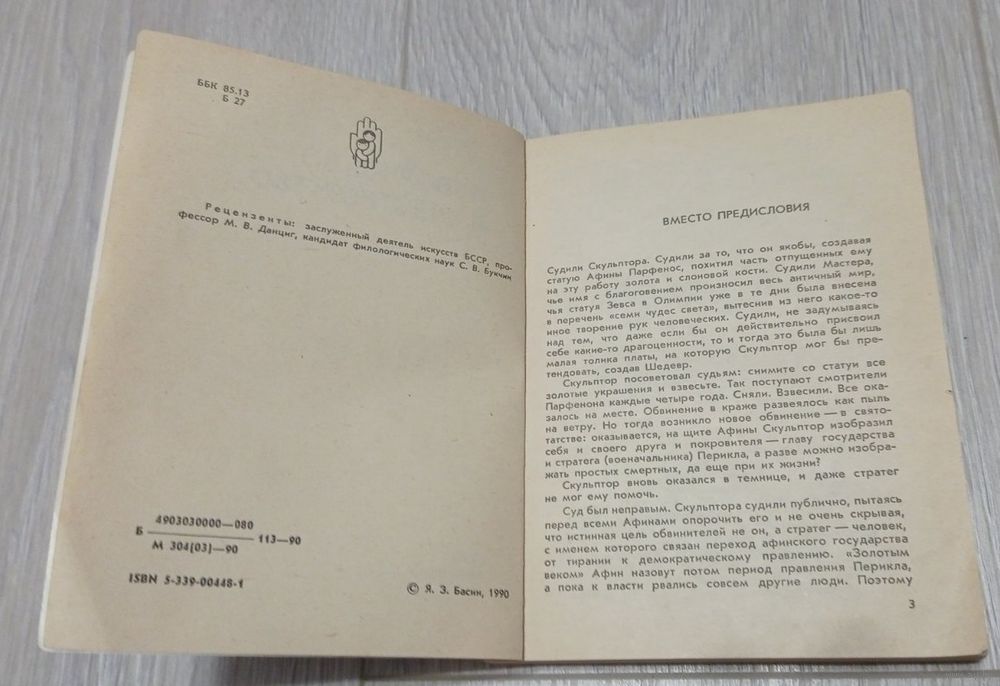 ББК 85.13
Б 27
Рецензенты: заслуженный деятель искусств БССР, про-
фессор М. В. Данциг, кандидат филологических наук С. В. Букчин
4903030000—080
Б 113—90
М 304(03)—90
ISBN 5-339-00448-1
© Я. З. Басин, 1990
ВМЕСТО ПРЕДИСЛОВИЯ
Судили Скульптора. Судили за то, что он якобы, создавая
статую Афины Парфенос, похитил часть отпущенных ему
на эту работу золота и слоновой кости. Судили Мастера,
чье имя с благоговением произносил весь античный мир,
чья статуя Зевса в Олимпии уже в те дни была внесена
в перечень «семи чудес света», вытеснив из него какое-то
иное творение рук человеческих. Судили, не задумываясь
над тем, что даже если бы он действительно присвоил
себе какие-то драгоценности, то и тогда это была бы лишь
малая толика платы, на которую Скульптор мог бы пре-
тендовать, создав Шедевр.
Скульптор посоветовал судьям: снимите со статуи все
золотые украшения и взвесьте. Так поступают смотрители
Парфенона каждые четыре года. Сняли. Взвесили. Все ока-
залось на месте. Обвинение в краже развеялось как пыль
на ветру. Но тогда возникло новое обвинение — в свято-
татстве: оказывается, на щите Афины Скульптор изобразил
себя и своего друга и покровителя — главу государства
и стратега (военачальника) Перикла, а разве можно изобра-
жать простых смертных, да еще при их жизни?
Скульптор вновь оказался в темнице, и даже стратег
не мог ему помочь.
Суд был неправым. Скульптора судили публично, пытаясь
перед всеми Афинами опорочить его и не очень скрывая,
что истинная цель обвинителей не он, а стратег — человек,
с именем которого связан переход афинского государства
от тирании к демократическому правлению. «Золотым
веком» Афин назовут потом период правления Перикла,
а пока к власти рвались совсем другие люди. Поэтому
3